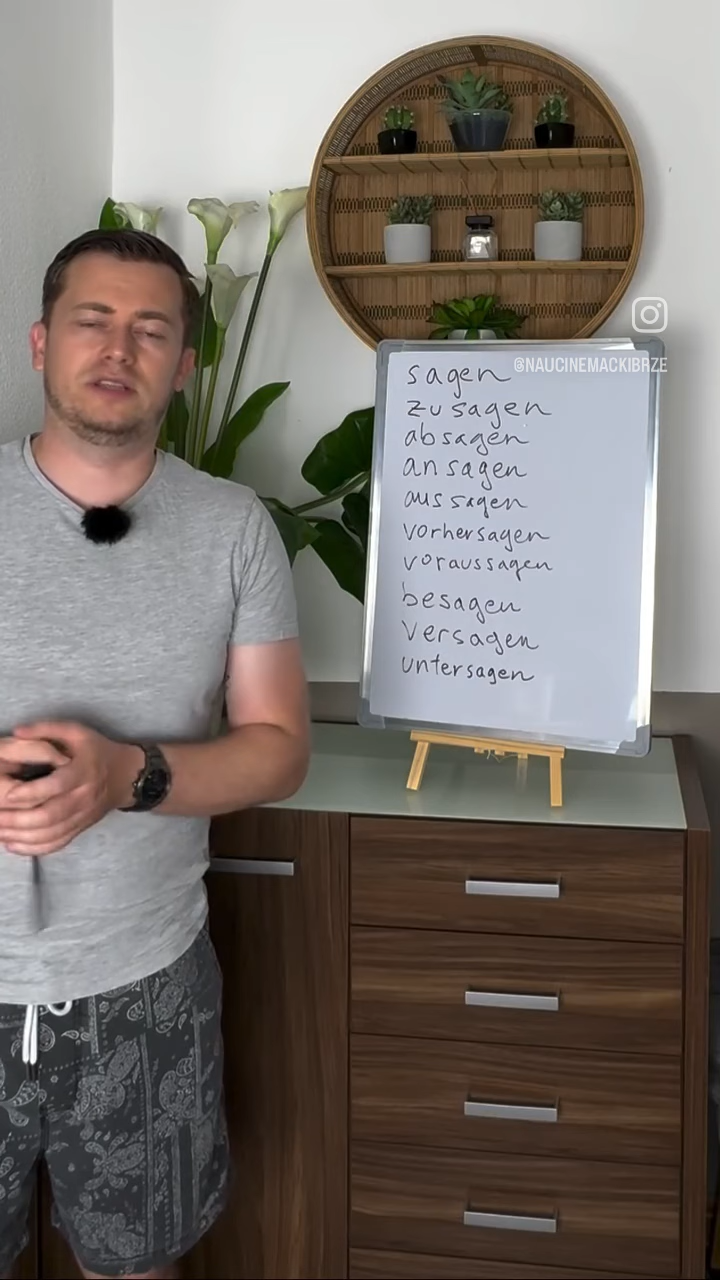 @NAUCINEMACKIBRZE
sagen
zusagen
absagen
ansagen
aussagen
vorhersagen
voraussagen
besagen
versagen
untersagen